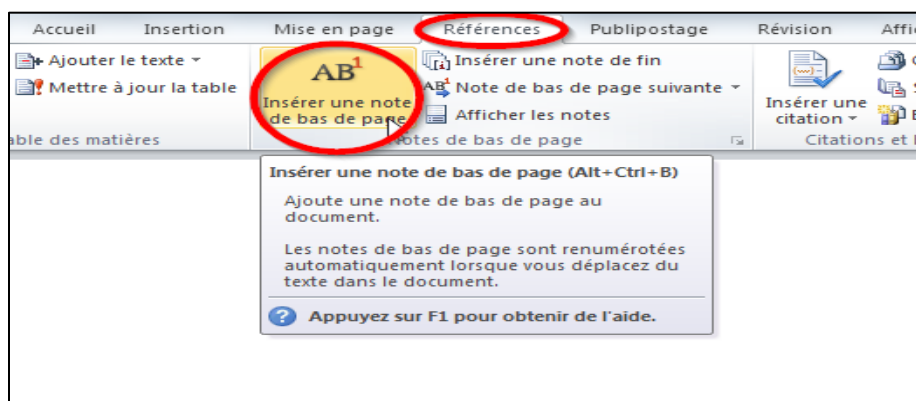 Accueil Insertion Mise en page Références Publipostage Révision
Ajouter le texte
Mettre à jour la table
AB1
Insérer une note
de bas de page
Insérer une note de fin
AB1 Note de bas de page suivante
Afficher les notes
Insérer une
citation
des matières
Notes de bas de page
Citations et
Insérer une note de bas de page (Alt+Ctrl+B)
Ajoute une note de bas de page au
document.
Les notes de bas de page sont renumérotées
automatiquement lorsque vous déplacez du
texte dans le document.
Appuyez sur F1 pour obtenir de l'aide.